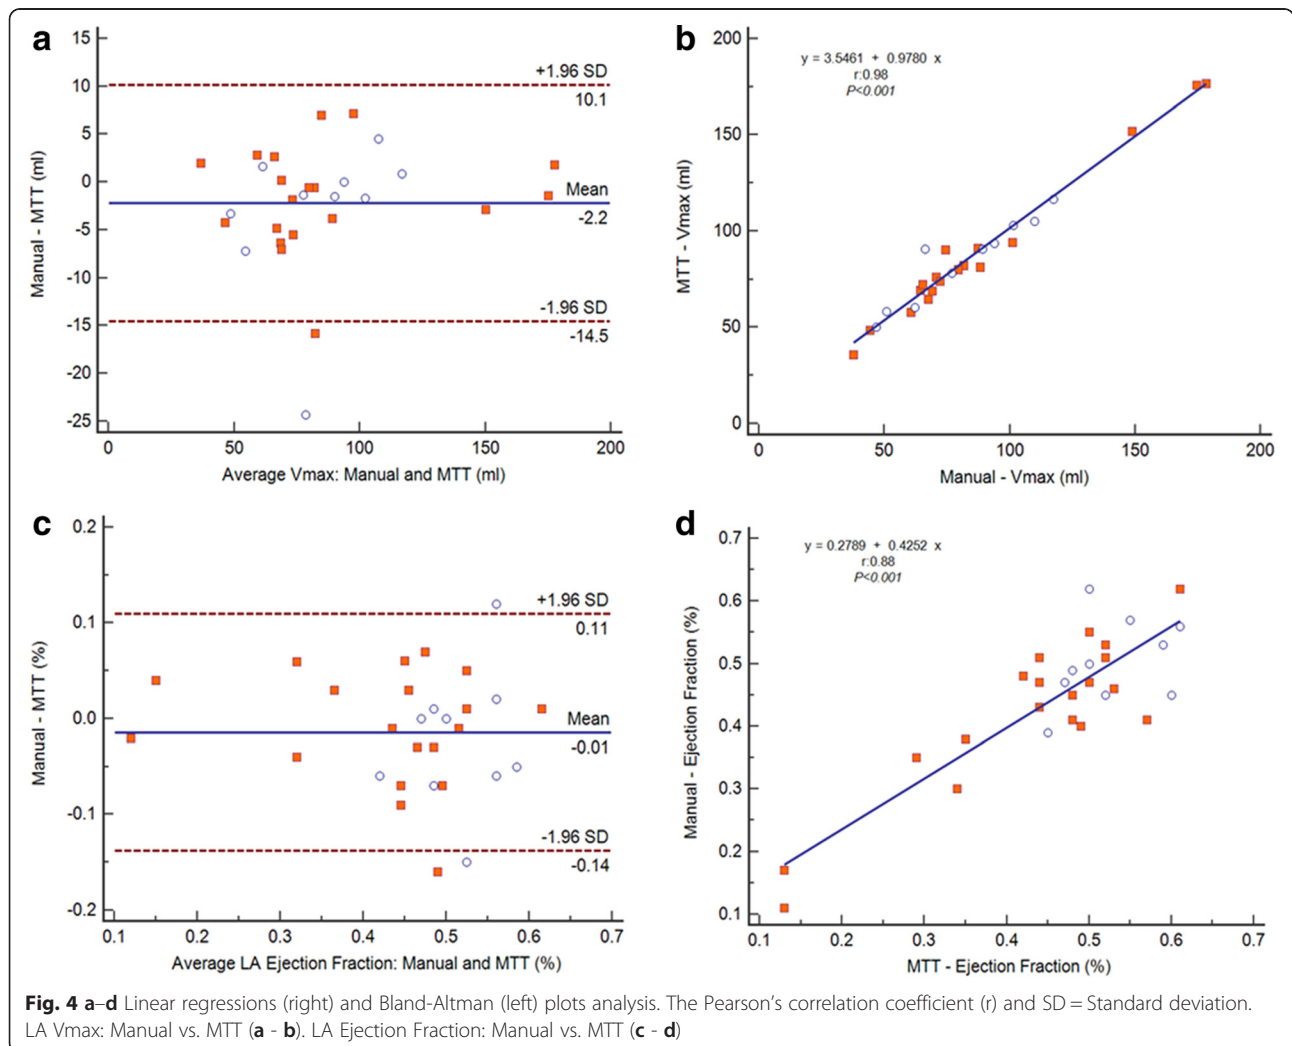 a
15
10
5
0
-5
-10
-15
-20
-25
Manual - MTT (ml)
+1.96 SD
10.1
Mean
-2.2
-1.96 SD
-14.5
0 50 100 150 200
Average Vmax: Manual and MTT (ml)
b
200
150
100
50
0
MTT - Vmax (ml)
y = 3.5461 + 0.9780 x
r:0.98
P<0.001
0 50 100 150 200
Manual - Vmax (ml)
c
0.2
0.1
0.0
-0.1
-0.2
Manual - MTT (%)
+1.96 SD
0.11
Mean
-0.01
-1.96 SD
-0.14
0.1 0.2 0.3 0.4 0.5 0.6 0.7
Average LA Ejection Fraction: Manual and MTT (%)
d
0.7
0.6
0.5
0.4
0.3
0.2
0.1
Manual - Ejection Fraction (%)
y = 0.2789 + 0.4252 x
r:0.88
P<0.001
0.1 0.2 0.3 0.4 0.5 0.6 0.7
MTT - Ejection Fraction (%)
Fig. 4 a–d Linear regressions (right) and Bland-Altman (left) plots analysis. The Pearson's correlation coefficient (r) and SD = Standard deviation.
LA Vmax: Manual vs. MTT (a - b). LA Ejection Fraction: Manual vs. MTT (c - d)